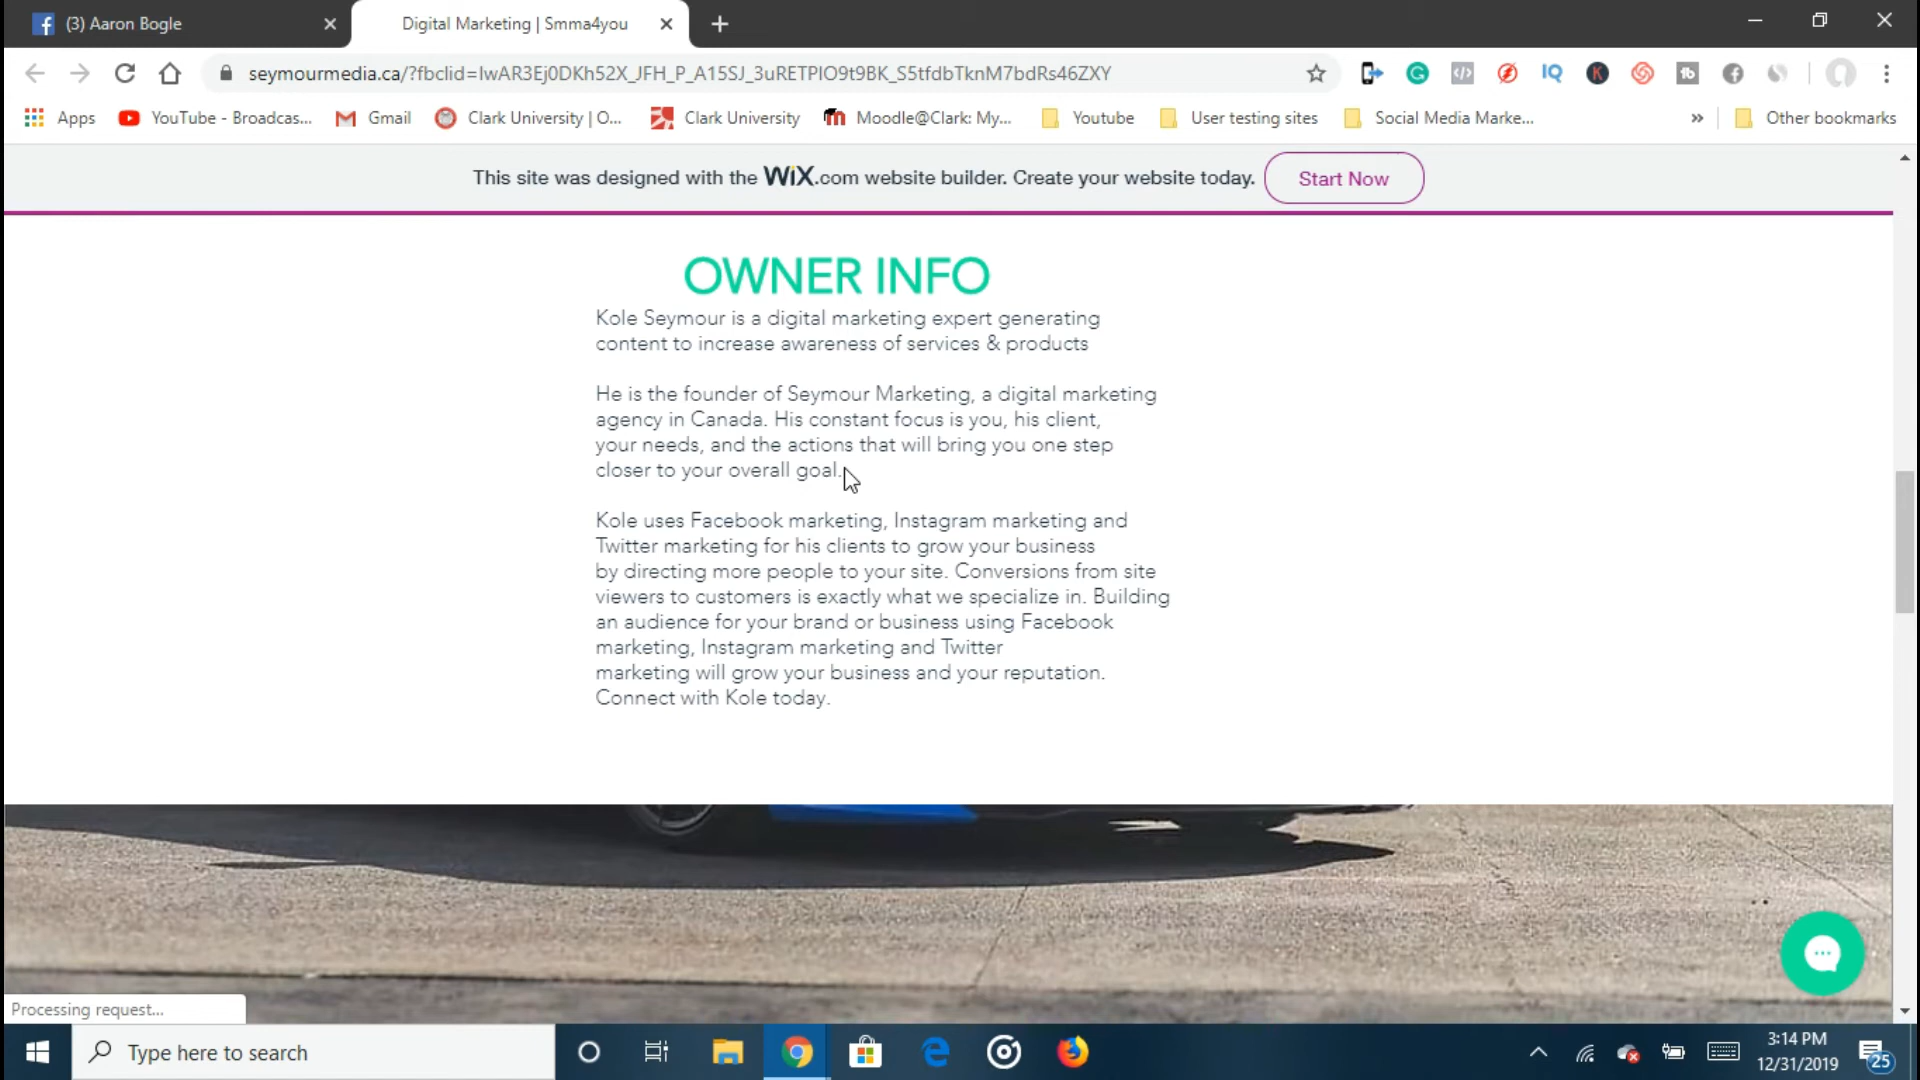 (3) Aaron Bogle
Digital Marketing | Smma4you
seymourmedia.ca/?fbclid=IwAR3Ej0DKh52X_JFH_P_A15SJ_3uRETPIO9t9BK_S5tfdbTknM7bdRs46ZXY
Apps YouTube - Broadcas... Gmail Clark University | O... Clark University Moodle@Clark: My... Youtube User testing sites Social Media Marke... » Other bookmarks
This site was designed with the WiX.com website builder. Create your website today. Start Now
OWNER INFO
Kole Seymour is a digital marketing expert generating
content to increase awareness of services & products
He is the founder of Seymour Marketing, a digital marketing
agency in Canada. His constant focus is you, his client,
your needs, and the actions that will bring you one step
closer to your overall goal.
Kole uses Facebook marketing, Instagram marketing and
Twitter marketing for his clients to grow your business
by directing more people to your site. Conversions from site
viewers to customers is exactly what we specialize in. Building
an audience for your brand or business using Facebook
marketing, Instagram marketing and Twitter
marketing will grow your business and your reputation.
Connect with Kole today.
Processing request...
Type here to search
3:14 PM
12/31/2019
25